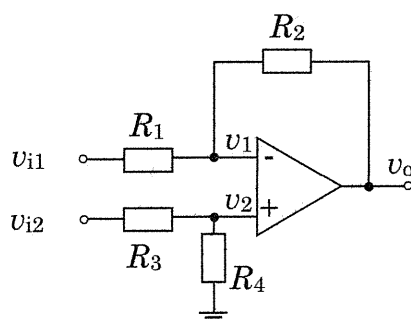 R₂
R₁
v₁
vᵢ₁
-
vₒ
v₂
vᵢ₂
+
R₃
R₄